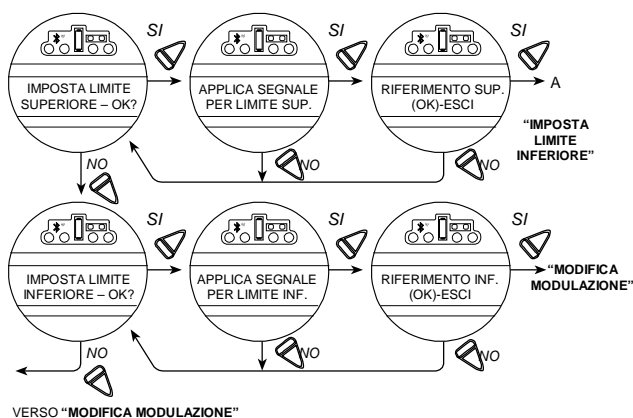 SI
SI
SI
IMPOSTA LIMITE
SUPERIORE – OK?
APPLICA SEGNALE
PER LIMITE SUP.
RIFERIMENTO SUP.
(OK)-ESCI
A
"IMPOSTA
LIMITE
INFERIORE"
NO
NO
NO
SI
SI
SI
IMPOSTA LIMITE
INFERIORE – OK?
APPLICA SEGNALE
PER LIMITE INF.
RIFERIMENTO INF.
(OK)-ESCI
"MODIFICA
MODULAZIONE"
NO
NO
NO
VERSO "MODIFICA MODULAZIONE"